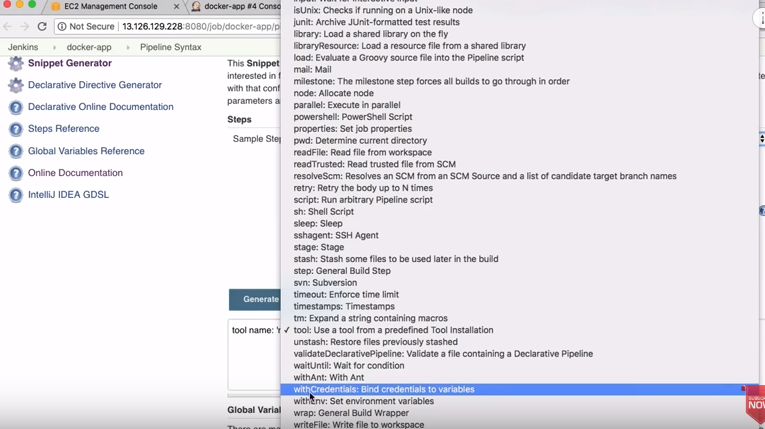 EC2 Management Console
docker-app #4 Conso
Not Secure
13.126.129.228:8080/job/docker-app/p
Jenkins
docker-app
Pipeline Syntax
Snippet Generator
Declarative Directive Generator
Declarative Online Documentation
Steps Reference
Global Variables Reference
Online Documentation
IntelliJ IDEA GDSL
This Snippet
interested in
with that conf
parameters a
Steps
Sample Step
Generate
tool name: '
Global Varia
isUnix: Checks if running on a Unix-like node
junit: Archive JUnit-formatted test results
library: Load a shared library on the fly
libraryResource: Load a resource file from a shared library
load: Evaluate a Groovy source file into the Pipeline script
mail: Mail
milestone: The milestone step forces all builds to go through in order
node: Allocate node
parallel: Execute in parallel
powershell: PowerShell Script
properties: Set job properties
pwd: Determine current directory
readFile: Read file from workspace
readTrusted: Read trusted file from SCM
resolveScm: Resolves an SCM from an SCM Source and a list of candidate target branch names
retry: Retry the body up to N times
script: Run arbitrary Pipeline script
sh: Shell Script
sleep: Sleep
sshagent: SSH Agent
stage: Stage
stash: Stash some files to be used later in the build
step: General Build Step
svn: Subversion
timeout: Enforce time limit
timestamps: Timestamps
tm: Expand a string containing macros
✓ tool: Use a tool from a predefined Tool Installation
unstash: Restore files previously stashed
validateDeclarativePipeline: Validate a file containing a Declarative Pipeline
waitUntil: Wait for condition
withAnt: With Ant
withCredentials: Bind credentials to variables
withEnv: Set environment variables
wrap: General Build Wrapper
writeFile: Write file to workspace
NOW